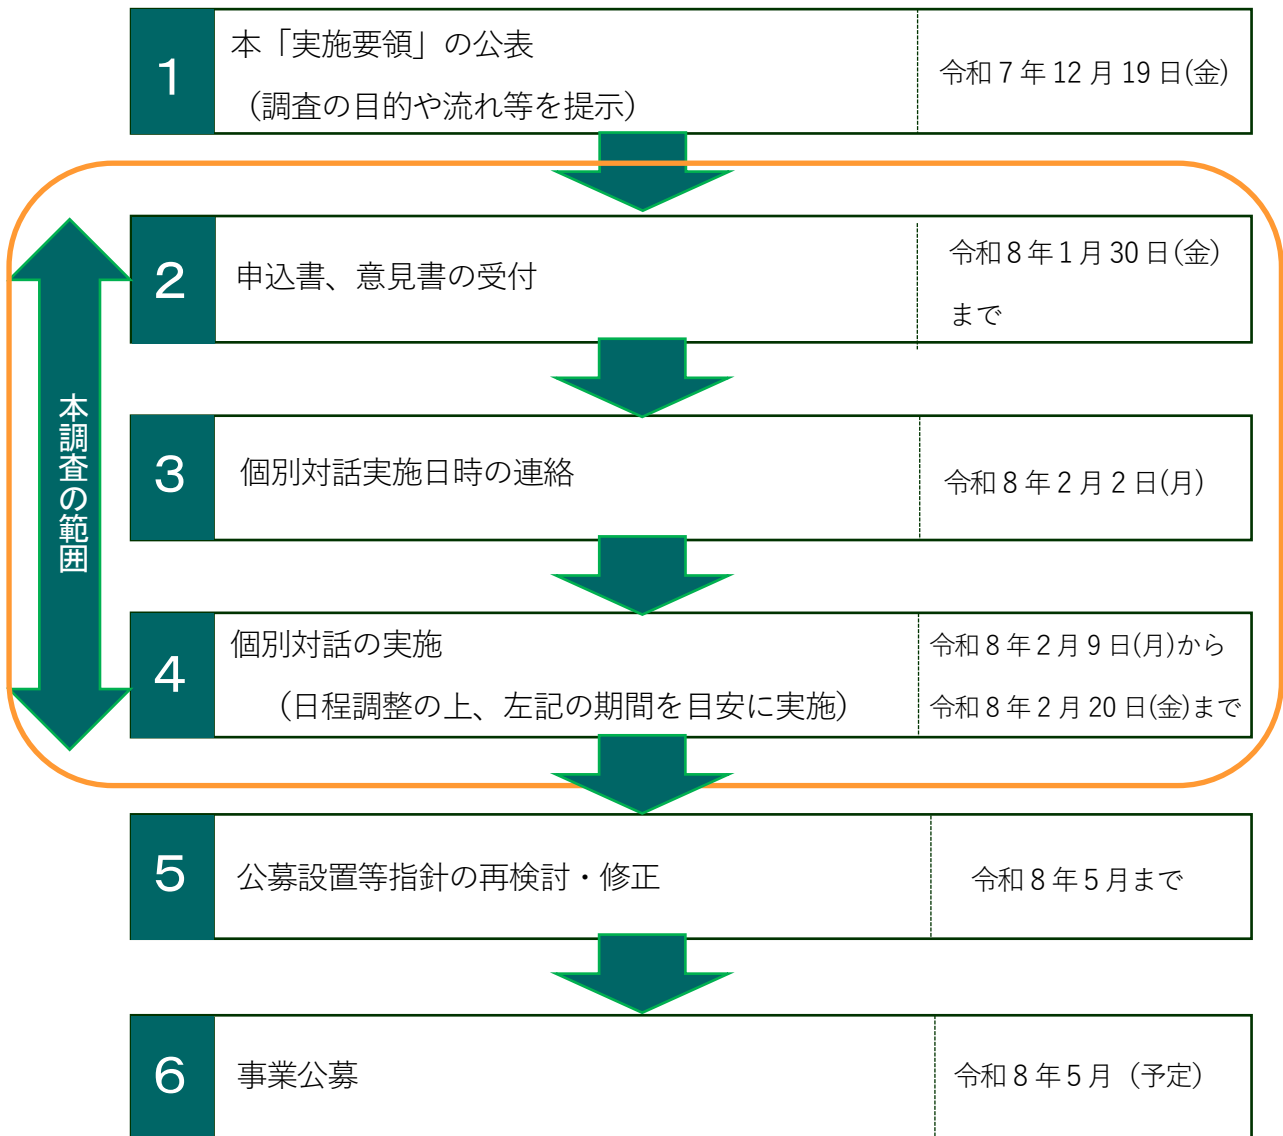 1
本「実施要領」の公表
（調査の目的や流れ等を提示）
令和７年 12 月 19 日(金)
本調査の範囲
2
申込書、意見書の受付
令和８年１月 30 日(金)
まで
3
個別対話実施日時の連絡
令和８年２月２日(月)
4
個別対話の実施
（日程調整の上、左記の期間を目安に実施）
令和８年２月９日(月)から
令和８年２月 20 日(金)まで
5
公募設置等指針の再検討・修正
令和８年５月まで
6
事業公募
令和８年５月（予定）